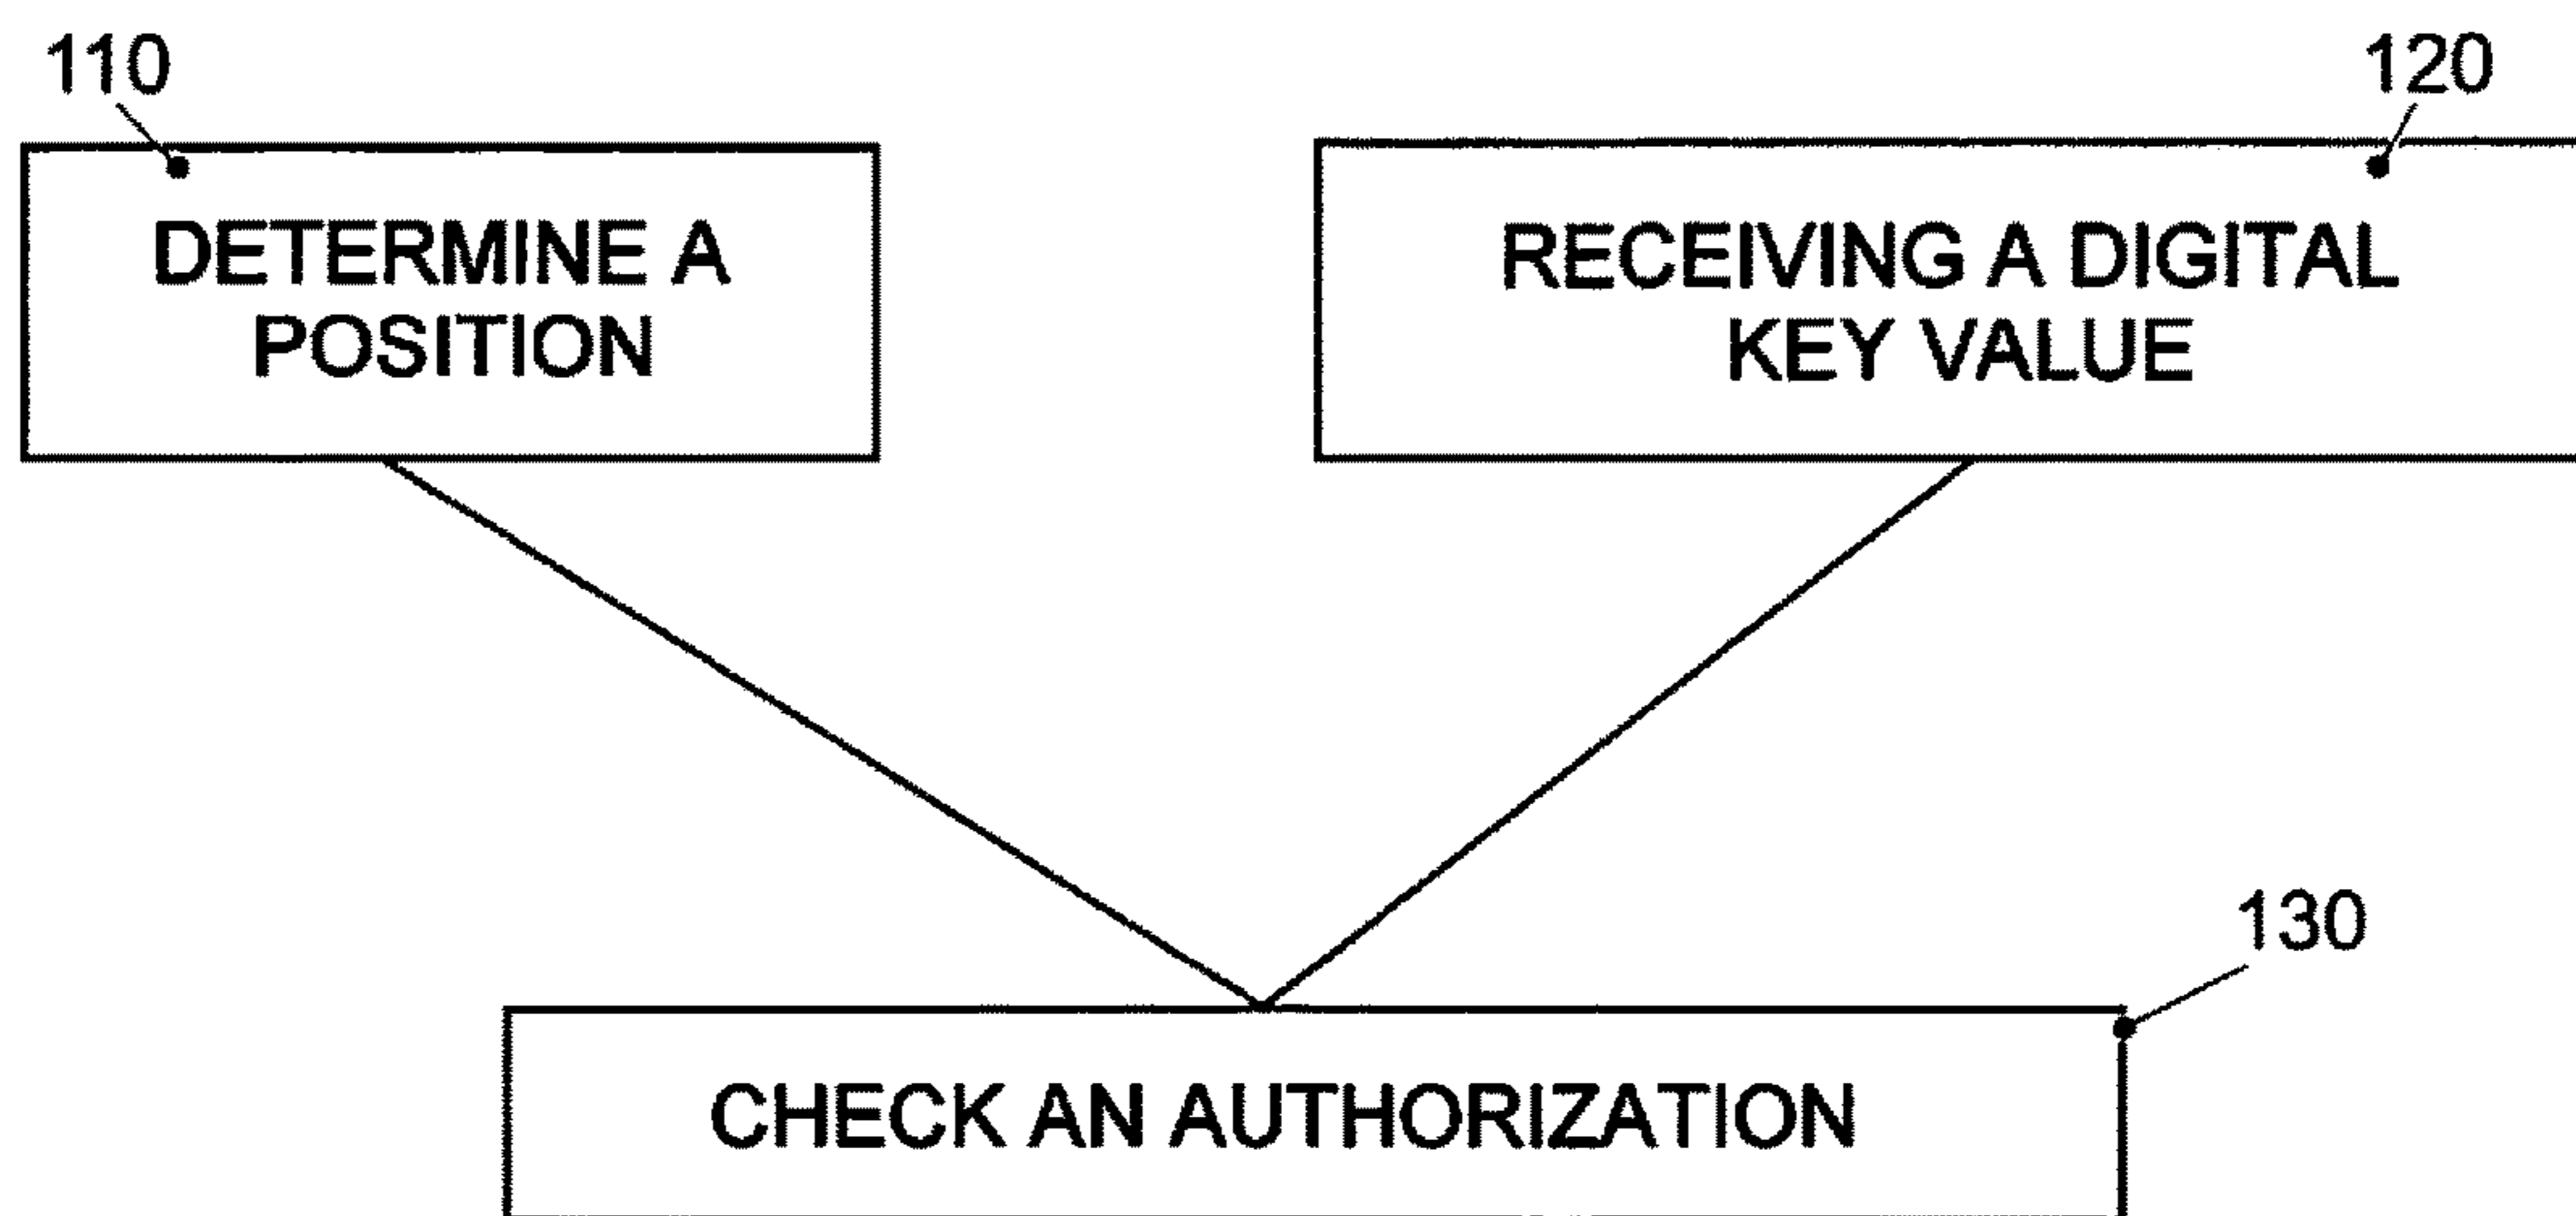 110
120
DETERMINE A
POSITION
RECEIVING A DIGITAL
KEY VALUE
130
CHECK AN AUTHORIZATION